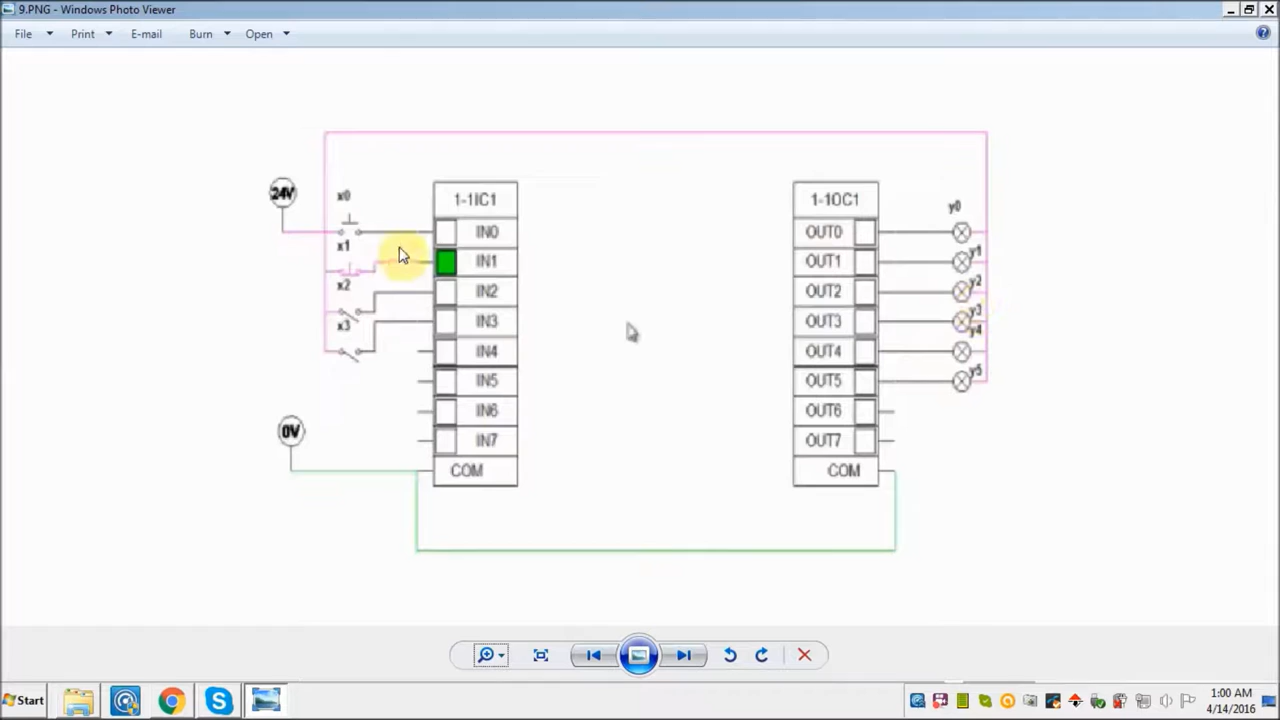 9.PNG - Windows Photo Viewer
File Print E-mail Burn Open
24V
x0
x1
x2
x3
0V
1-1IC1
IN0
IN1
IN2
IN3
IN4
IN5
IN6
IN7
COM
1-1OC1
OUT0
OUT1
OUT2
OUT3
OUT4
OUT5
OUT6
OUT7
COM
y0
y1
y2
y3
y4
y5
Start
1:00 AM
4/14/2016